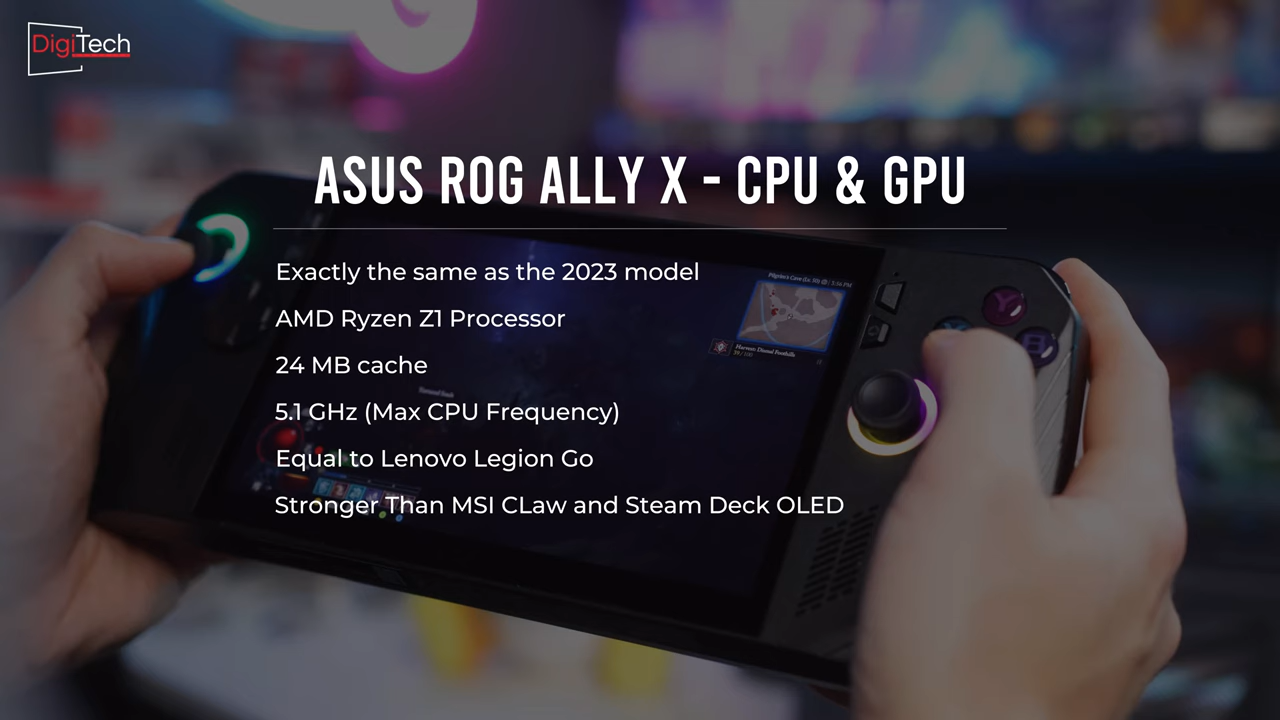 DigiTech
ASUS ROG ALLY X - CPU & GPU
Exactly the same as the 2023 model
AMD Ryzen Z1 Processor
24 MB cache
5.1 GHz (Max CPU Frequency)
Equal to Lenovo Legion Go
Stronger Than MSI CLaw and Steam Deck OLED